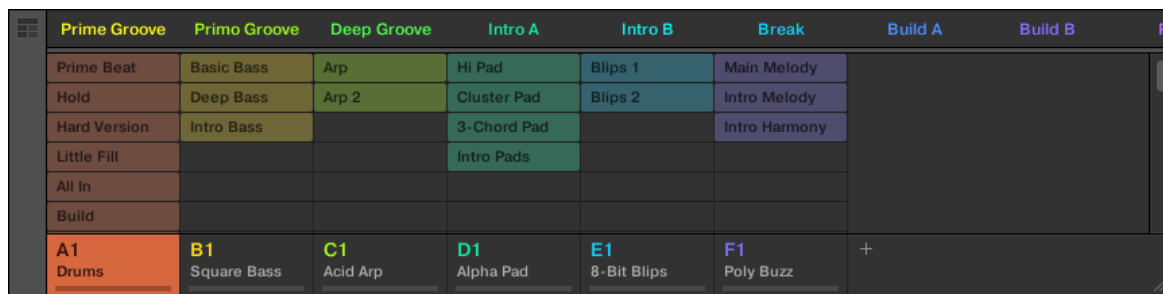 Prime Groove Primo Groove Deep Groove Intro A Intro B Break Build A Build B
Prime Beat Basic Bass Arp Hi Pad Blips 1 Main Melody
Hold Deep Bass Arp 2 Cluster Pad Blips 2 Intro Melody
Hard Version Intro Bass 3-Chord Pad Intro Harmony
Little Fill Intro Pads
All In
Build
A1 B1 C1 D1 E1 F1 +
Drums Square Bass Acid Arp Alpha Pad 8-Bit Blips Poly Buzz